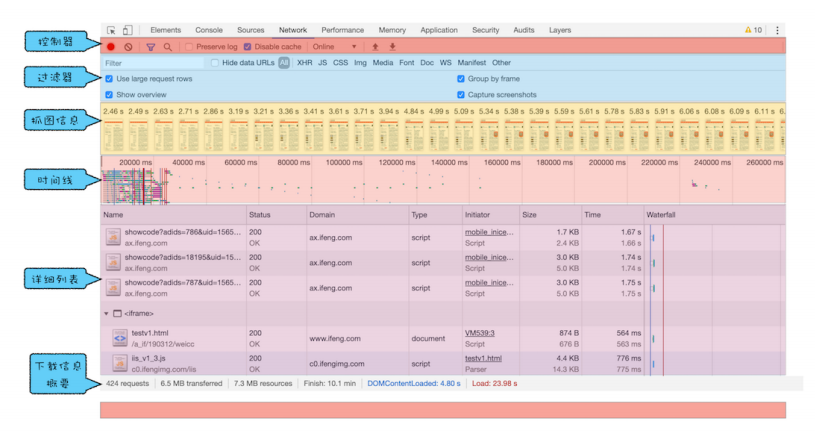 Elements Console Sources Network Performance Memory Application Security Audits Layers 10
控制器
Preserve log Disable cache Online
Filter Hide data URLs All XHR JS CSS Img Media Font Doc WS Manifest Other
过滤器
Use large request rows Group by frame
Show overview Capture screenshots
抓图信息
2.46 s 2.49 s 2.63 s 2.71 s 2.86 s 3.19 s 3.21 s 3.36 s 3.41 s 3.61 s 3.71 s 3.94 s 4.84 s 4.99 s 5.09 s 5.34 s 5.38 s 5.39 s 5.59 s 5.61 s 5.78 s 5.83 s 5.91 s 6.06 s 6.08 s 6.09 s 6.11 s 6.
20000 ms 40000 ms 60000 ms 80000 ms 100000 ms 120000 ms 140000 ms 160000 ms 180000 ms 200000 ms 220000 ms 240000 ms 260000 ms
时间线
Name Status Domain Type Initiator Size Time Waterfall
showcode?adids=786&uid=1565... 200 ax.ifeng.com script mobile_inice... 1.7 KB 1.67 s
ax.ifeng.com OK Script 2.4 KB 1.66 s
showcode?adids=18195&uid=15... 200 ax.ifeng.com script mobile_inice... 3.0 KB 1.74 s
ax.ifeng.com OK Script 5.0 KB 1.74 s
详细列表
showcode?adids=787&uid=1565... 200 ax.ifeng.com script mobile_inice... 3.0 KB 1.75 s
ax.ifeng.com OK Script 5.0 KB 1.75 s
<iframe>
testv1.html 200 www.ifeng.com document VM539:3 874 B 564 ms
/a_if/190312/weicc OK Script 676 B 563 ms
iis_v1_3.js 200 c0.ifengimg.com script testv1.html 4.4 KB 776 ms
c0.ifengimg.com/iis OK Parser 14.3 KB 775 ms
下载信息
概要
424 requests 6.5 MB transferred 7.3 MB resources Finish: 10.1 min DOMContentLoaded: 4.80 s Load: 23.98 s